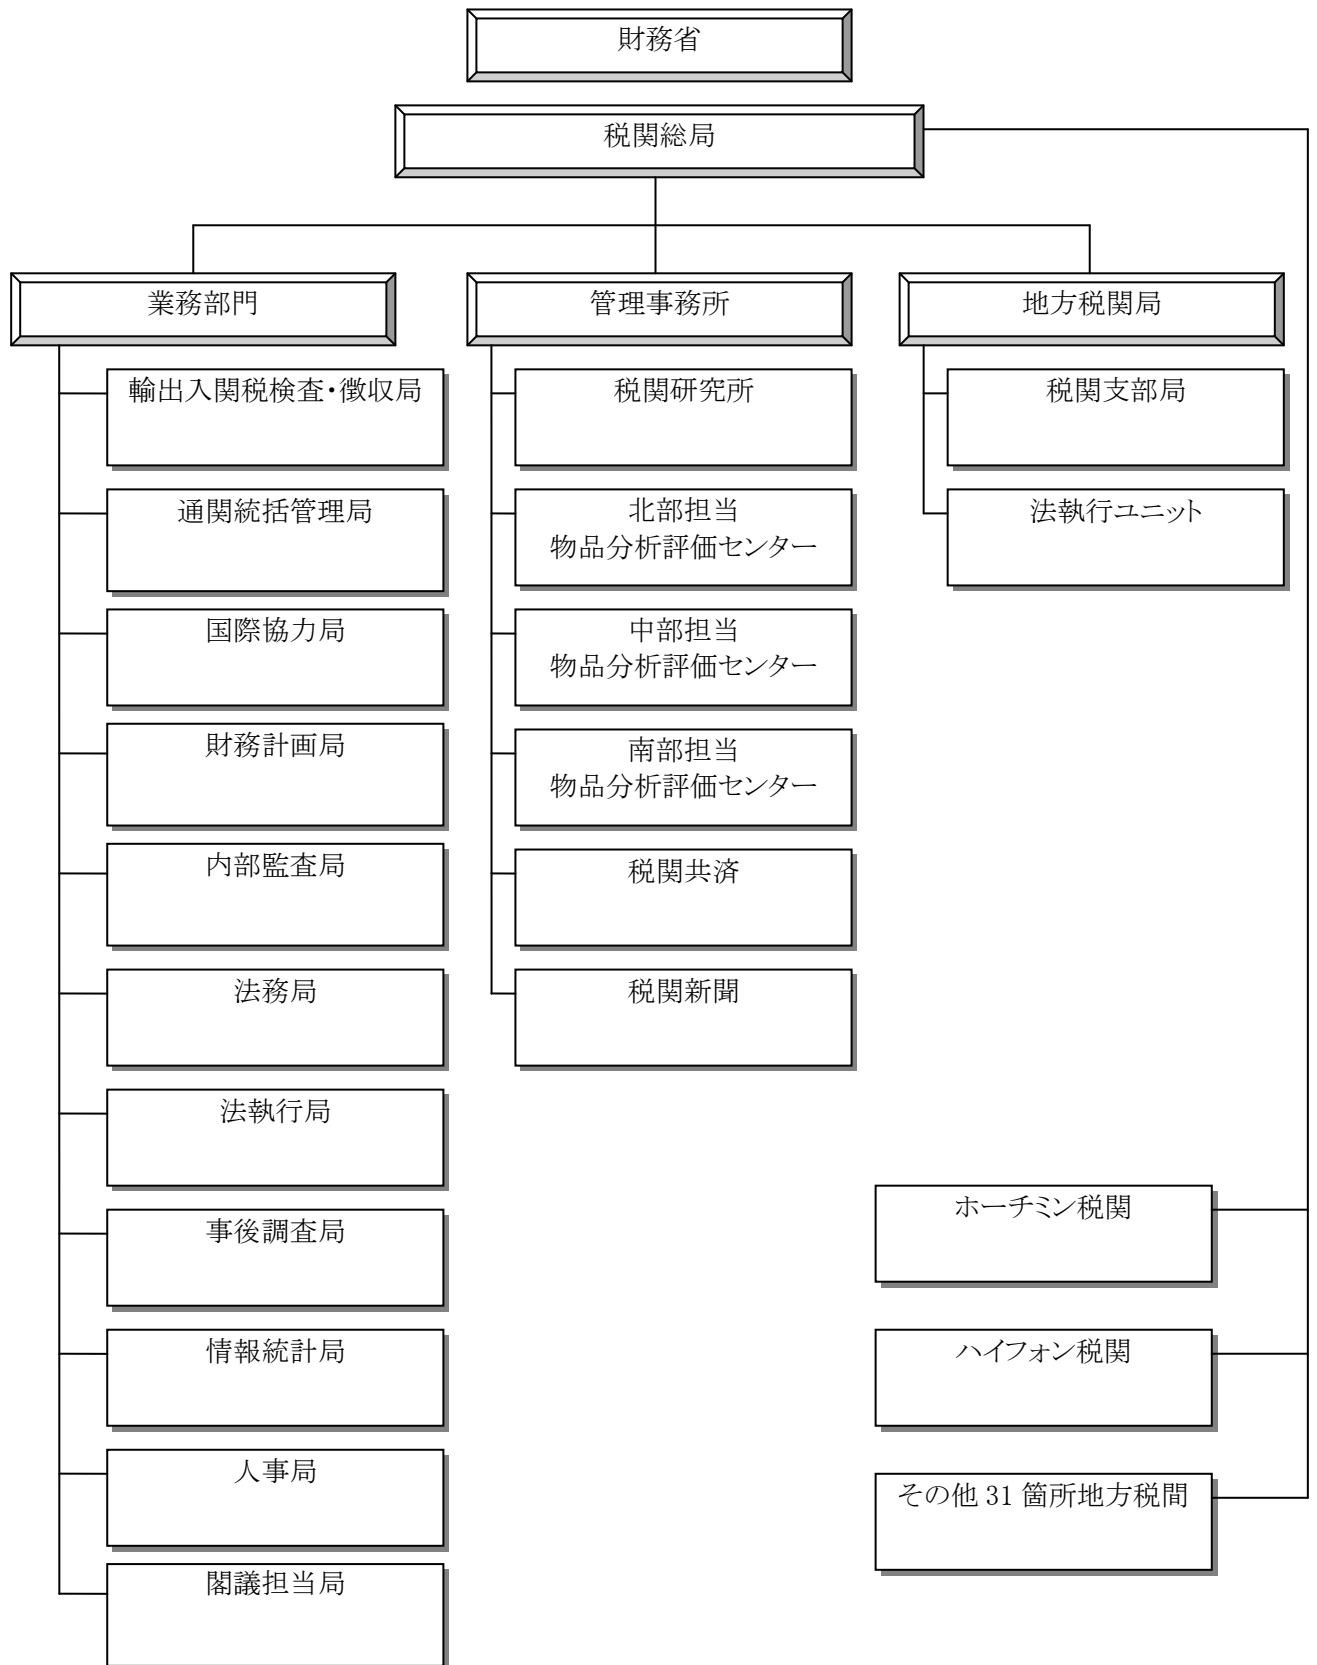 財務省
税関総局
業務部門
管理事務所
地方税関局
輸出入関税検査・徴収局
通関統括管理局
国際協力局
財務計画局
内部監査局
法務局
法執行局
事後調査局
情報統計局
人事局
閣議担当局
税関研究所
北部担当
物品分析評価センター
中部担当
物品分析評価センター
南部担当
物品分析評価センター
税関共済
税関新聞
税関支部局
法執行ユニット
ホーチミン税関
ハイフォン税関
その他 31 箇所地方税間